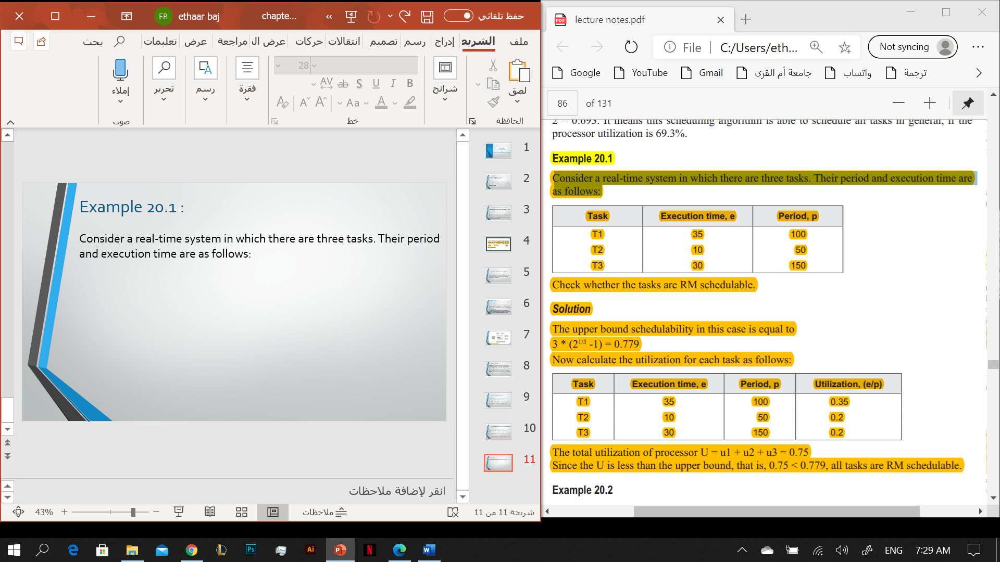 EB
ethaar baj
chapte...
«
حفظ تلقائي
ملف
الشريط
إدراج
رسم
تصميم
انتقالات
حركات
عرض ال
مراجعة
عرض
تعليمات
بحث
لصق
الحافظة
شرائح
28
B I U S ab AV
Aa A A A
خط
فقرة
رسم
تحرير
إملاء
صوت
Example 20.1 :
Consider a real-time system in which there are three tasks. Their period
and execution time are as follows:
1
2
3
4
5
6
7
8
9
10
11
انقر لإضافة ملاحظات
43%
ملاحظات
شريحة 11 من 11
PDF
lecture notes.pdf
File
C:/Users/eth...
Not syncing
Google
YouTube
Gmail
جامعة أم القرى
واتساب
ترجمة
86 of 131
2 = 0.693. It means this scheduling algorithm is able to schedule all tasks in general, if the
processor utilization is 69.3%.
Example 20.1
Consider a real-time system in which there are three tasks. Their period and execution time are
as follows:
Task Execution time, e Period, p
T1 35 100
T2 10 50
T3 30 150
Check whether the tasks are RM schedulable.
Solution
The upper bound schedulability in this case is equal to
3 * (2^1/3 -1) = 0.779
Now calculate the utilization for each task as follows:
Task Execution time, e Period, p Utilization, (e/p)
T1 35 100 0.35
T2 10 50 0.2
T3 30 150 0.2
The total utilization of processor U = u1 + u2 + u3 = 0.75
Since the U is less than the upper bound, that is, 0.75 < 0.779, all tasks are RM schedulable.
Example 20.2
Ps
Ai
P
N
W
ENG
7:29 AM